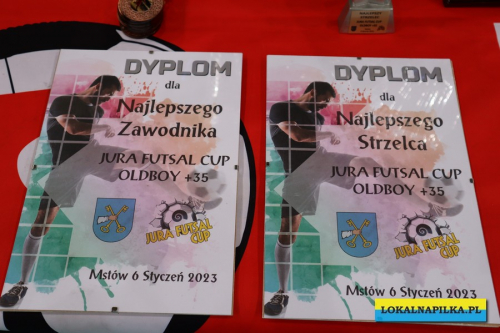 DYPLOM
dla
Najlepszego
Zawodnika
JURA FUTSAL CUP
OLDBOY +35
JURA FUTSAL
CUP
Mstów 6 Styczeń 2023
DYPLOM
dla
Najlepszego
Strzelca
JURA FUTSAL CUP
OLDBOY +35
JURA FUTSAL
CUP
Mstów 6 Styczeń 2023
LOKALNAPILKA.PL